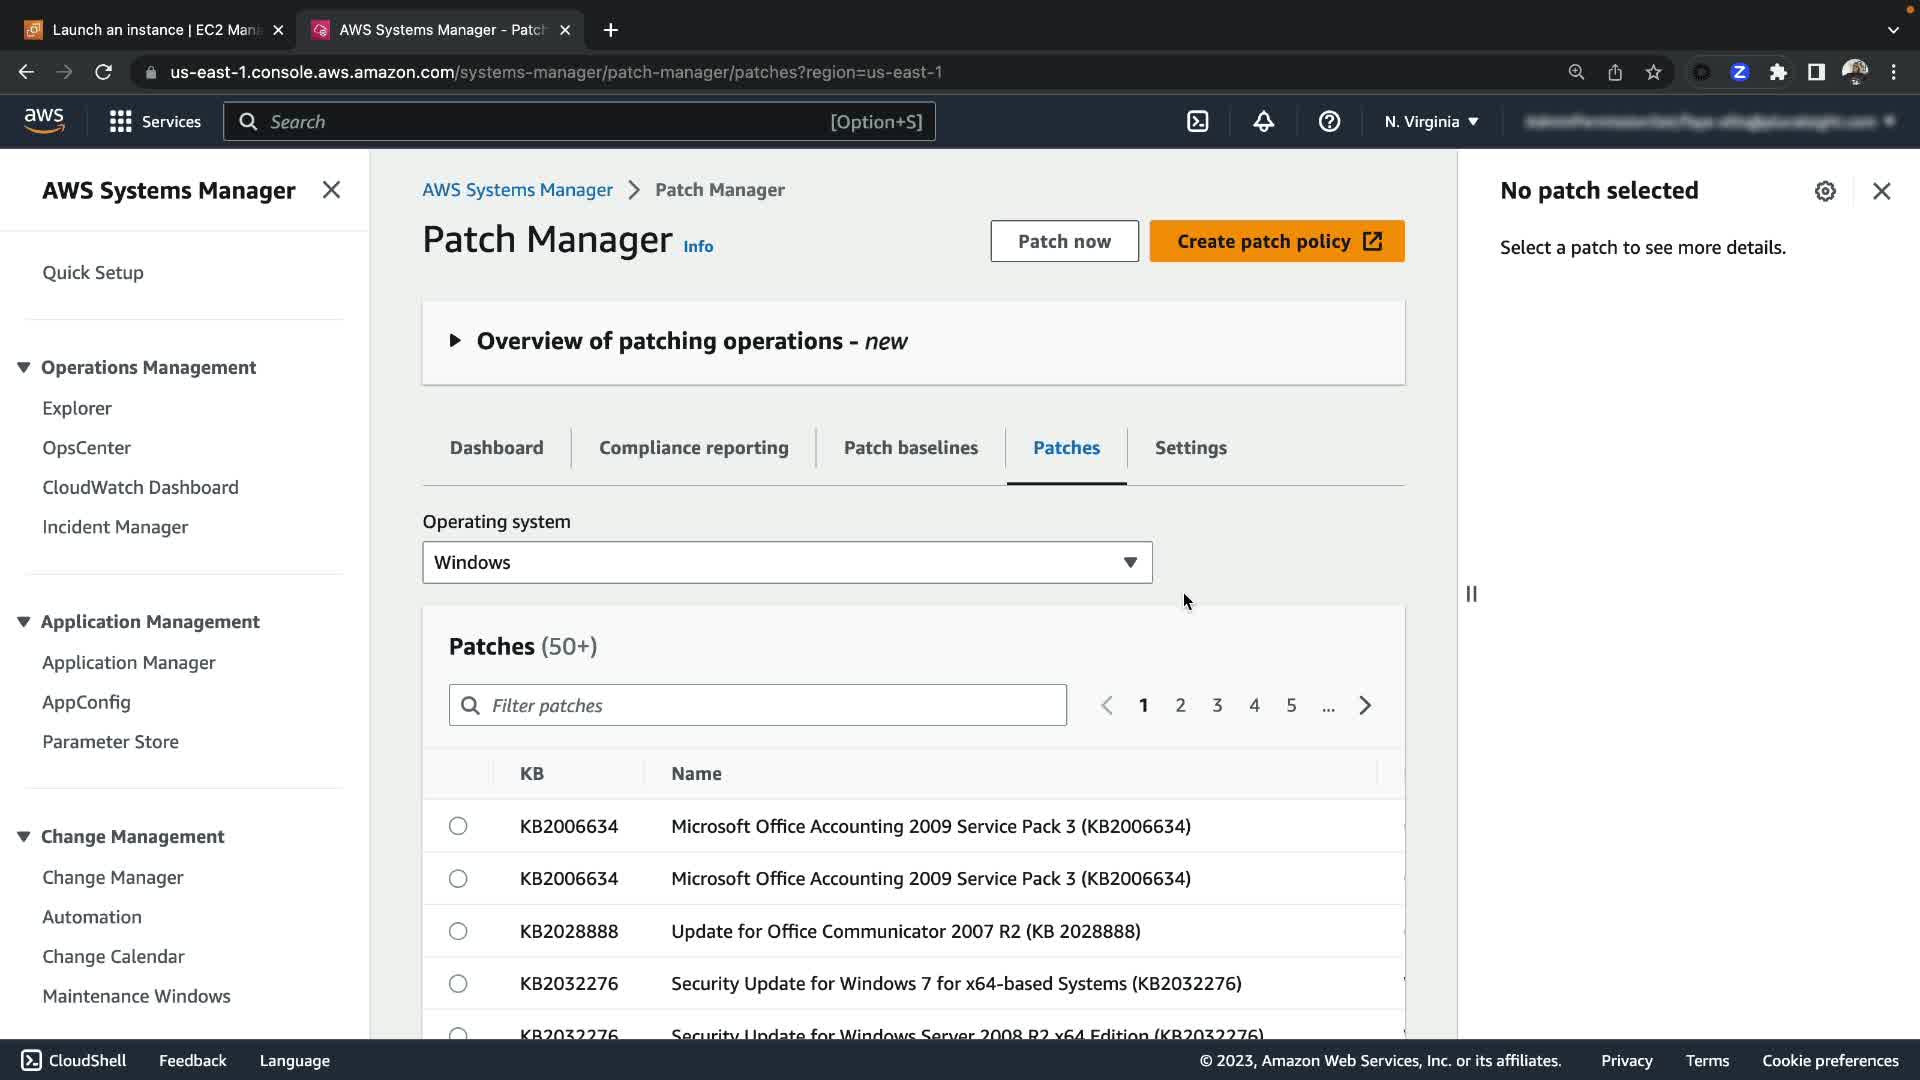 Launch an instance | EC2 Man
AWS Systems Manager - Patch
us-east-1.console.aws.amazon.com/systems-manager/patch-manager/patches?region=us-east-1
aws
Services
Search
[Option+S]
N. Virginia
AWS Systems Manager
Quick Setup
Operations Management
Explorer
OpsCenter
CloudWatch Dashboard
Incident Manager
Application Management
Application Manager
AppConfig
Parameter Store
Change Management
Change Manager
Automation
Change Calendar
Maintenance Windows
AWS Systems Manager > Patch Manager
Patch Manager Info
Patch now
Create patch policy
Overview of patching operations - new
Dashboard
Compliance reporting
Patch baselines
Patches
Settings
Operating system
Windows
Patches (50+)
Filter patches
1 2 3 4 5 ...
KB Name
KB2006634 Microsoft Office Accounting 2009 Service Pack 3 (KB2006634)
KB2006634 Microsoft Office Accounting 2009 Service Pack 3 (KB2006634)
KB2028888 Update for Office Communicator 2007 R2 (KB 2028888)
KB2032276 Security Update for Windows 7 for x64-based Systems (KB2032276)
KB2032276 Security Update for Windows Server 2008 R2 x64 Edition (KB2032276)
No patch selected
Select a patch to see more details.
CloudShell
Feedback
Language
© 2023, Amazon Web Services, Inc. or its affiliates.
Privacy
Terms
Cookie preferences